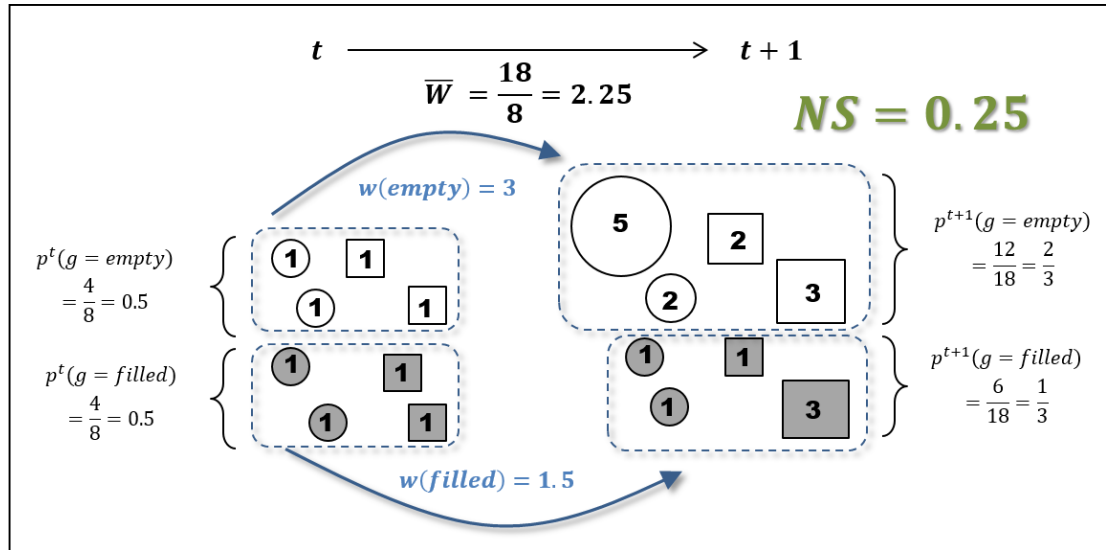 t t + 1
W̅ = 18/8 = 2.25
NS = 0.25
w(empty) = 3
p^t(g = empty)
= 4/8 = 0.5
1 1
1 1
5
2
2 3
p^{t+1}(g = empty)
= 12/18 = 2/3
p^t(g = filled)
= 4/8 = 0.5
1 1
1 1
1 1
1 3
p^{t+1}(g = filled)
= 6/18 = 1/3
w(filled) = 1.5